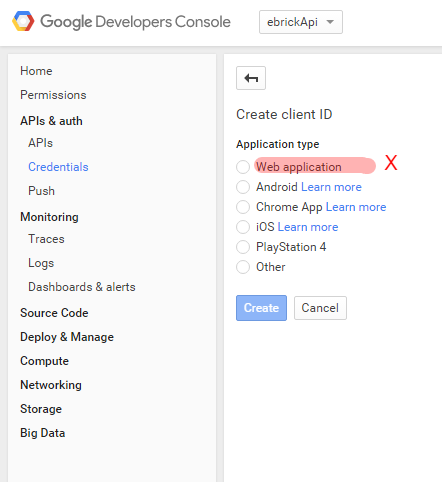 Google Developers Console
ebrickApi
Home
Permissions
APIs & auth
APIs
Credentials
Push
Monitoring
Traces
Logs
Dashboards & alerts
Source Code
Deploy & Manage
Compute
Networking
Storage
Big Data
Create client ID
Application type
Web application X
Android Learn more
Chrome App Learn more
iOS Learn more
PlayStation 4
Other
Create Cancel